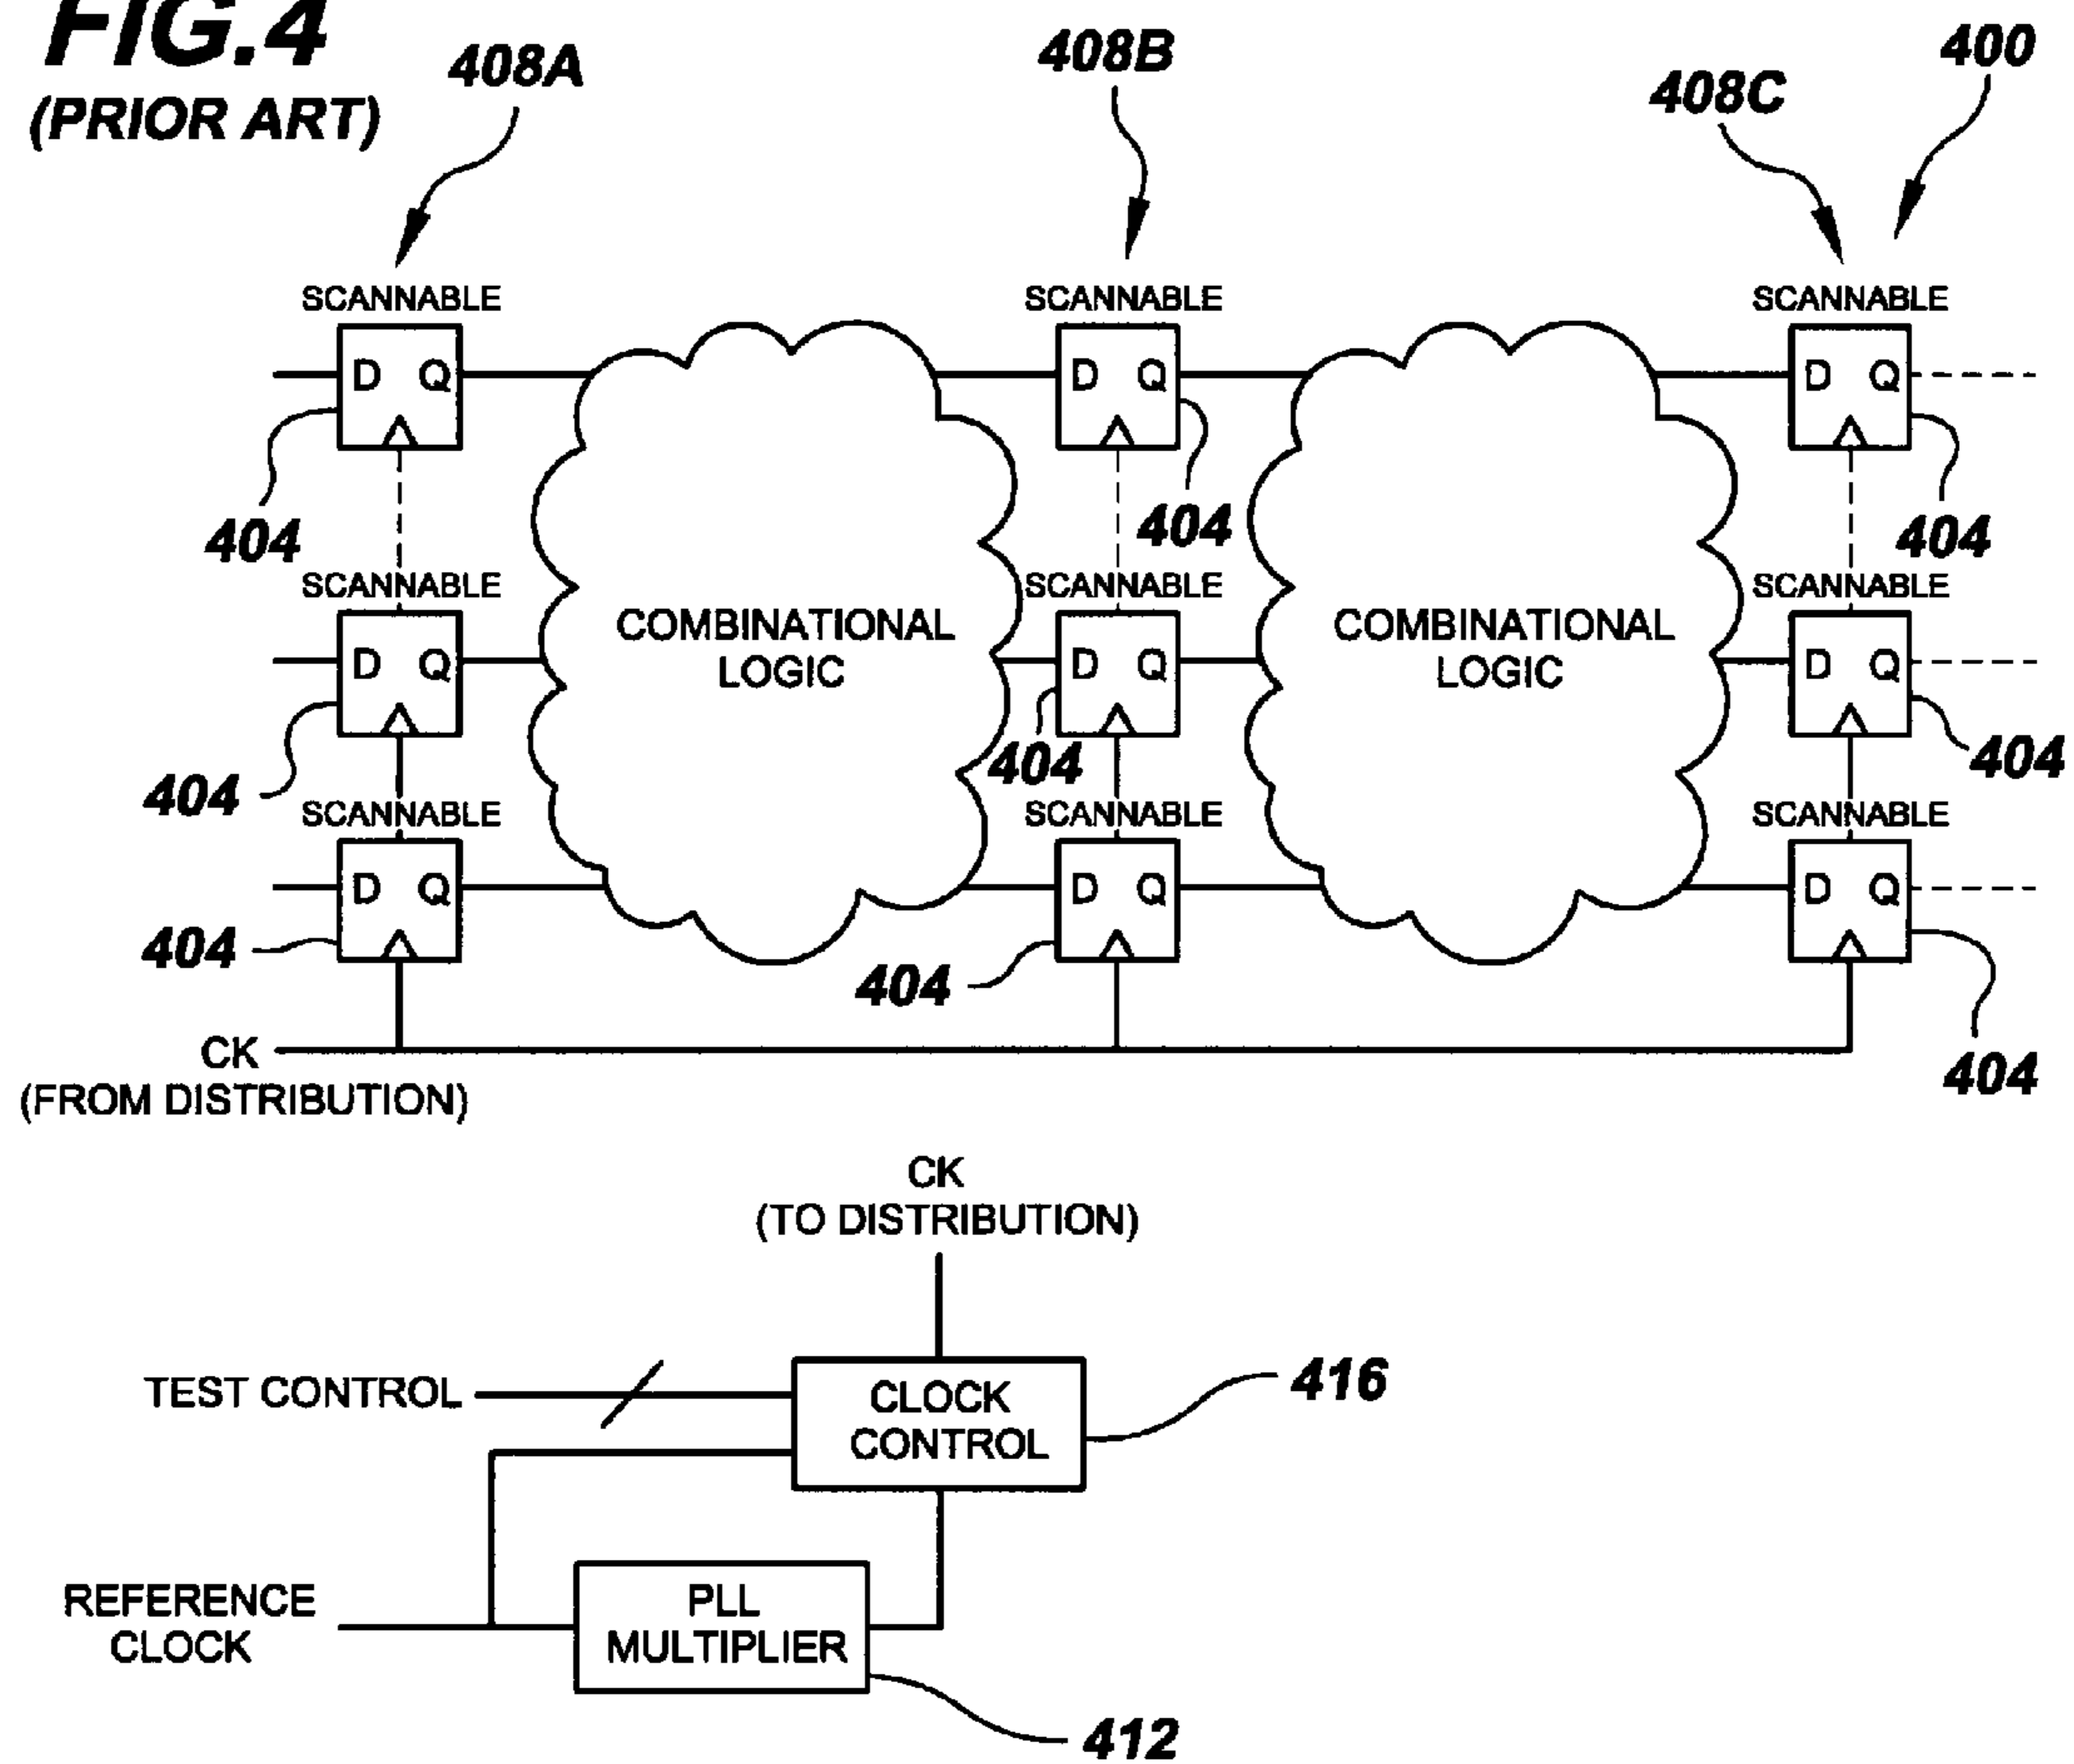 FIG.4
(PRIOR ART)
408A
408B
408C
400
SCANNABLE
SCANNABLE
SCANNABLE
D Q
D Q
D Q
404
404
404
SCANNABLE
SCANNABLE
SCANNABLE
COMBINATIONAL
LOGIC
COMBINATIONAL
LOGIC
D Q
D Q
D Q
404
404
404
SCANNABLE
SCANNABLE
SCANNABLE
D Q
D Q
D Q
404
404
404
CK
(FROM DISTRIBUTION)
CK
(TO DISTRIBUTION)
TEST CONTROL
CLOCK
CONTROL
416
REFERENCE
CLOCK
PLL
MULTIPLIER
412